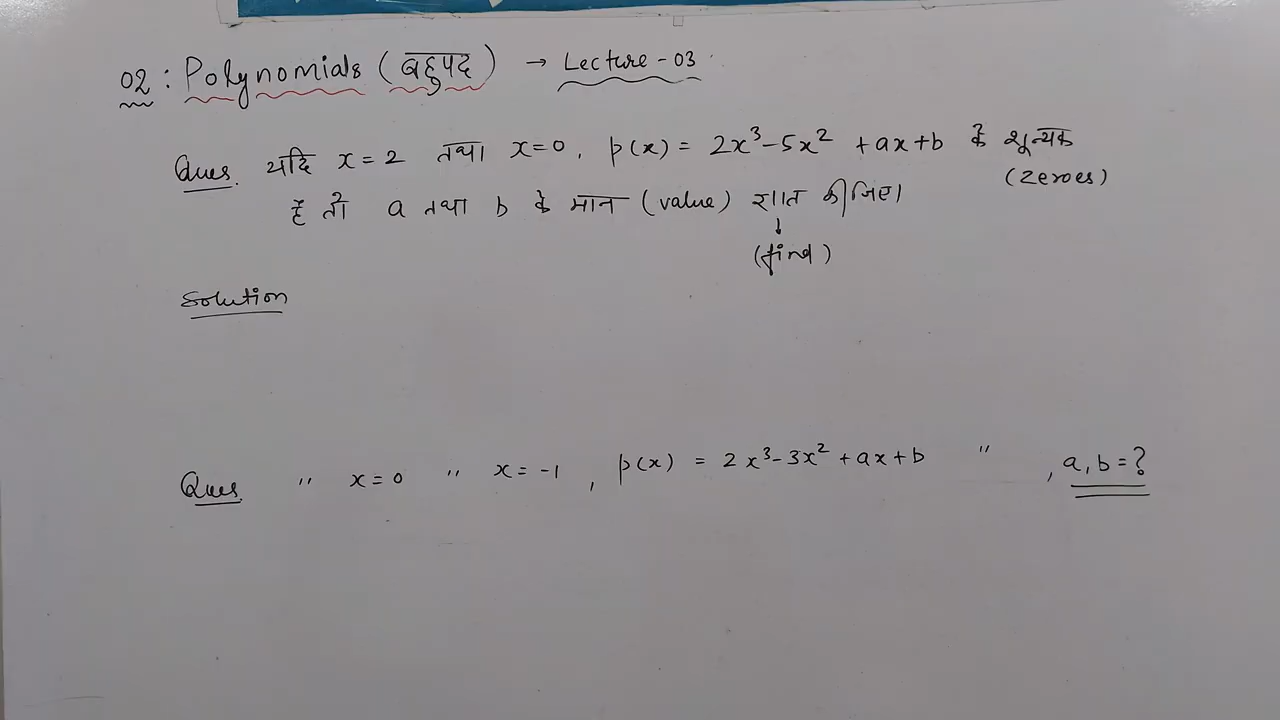 02 : Polynomials (बहुपद) → Lecture - 03
Ques. यदि x = 2 तथा x = 0, p(x) = 2x³ - 5x² + ax + b के शून्यक
(zeroes)
हैं तो a तथा b के मान (value) ज्ञात कीजिए।
↓
(find)
Solution
Ques. " x = 0 " x = -1, p(x) = 2x³ - 3x² + ax + b " , a, b = ?